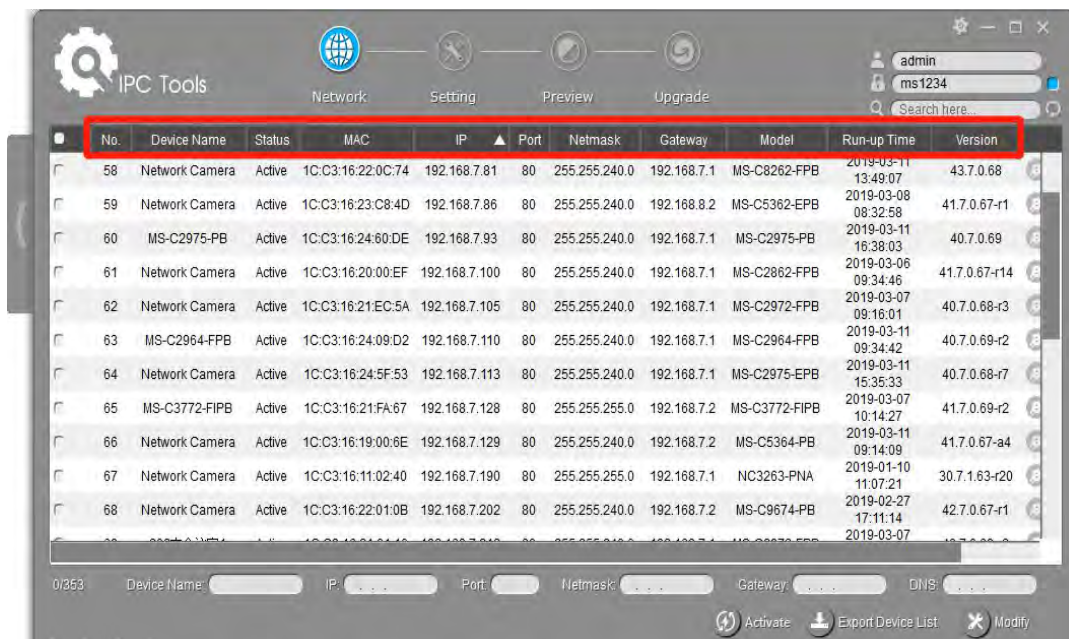 IPC Tools
Network Setting Preview Upgrade
admin
ms1234
Search here...
No. Device Name Status MAC IP ▲ Port Netmask Gateway Model Run-up Time Version
58 Network Camera Active 1C:C3:16:22:0C:74 192.168.7.81 80 255.255.240.0 192.168.7.1 MS-C8262-FPB 2019-03-11 13:49:07 43.7.0.68
59 Network Camera Active 1C:C3:16:23:C8:4D 192.168.7.86 80 255.255.240.0 192.168.8.2 MS-C5362-EPB 2019-03-08 08:32:58 41.7.0.67-r1
60 MS-C2975-PB Active 1C:C3:16:24:60:DE 192.168.7.93 80 255.255.240.0 192.168.7.1 MS-C2975-PB 2019-03-11 16:38:03 40.7.0.69
61 Network Camera Active 1C:C3:16:20:00:EF 192.168.7.100 80 255.255.240.0 192.168.7.1 MS-C2862-FPB 2019-03-06 09:34:46 41.7.0.67-r14
62 Network Camera Active 1C:C3:16:21:EC:5A 192.168.7.105 80 255.255.240.0 192.168.7.1 MS-C2972-FPB 2019-03-07 09:16:01 40.7.0.68-r3
63 MS-C2964-FPB Active 1C:C3:16:24:09:D2 192.168.7.110 80 255.255.240.0 192.168.7.1 MS-C2964-FPB 2019-03-11 09:34:42 40.7.0.69-r2
64 Network Camera Active 1C:C3:16:24:5F:53 192.168.7.113 80 255.255.240.0 192.168.7.1 MS-C2975-EPB 2019-03-11 15:35:33 40.7.0.68-r7
65 MS-C3772-FIPB Active 1C:C3:16:21:FA:67 192.168.7.128 80 255.255.255.0 192.168.7.2 MS-C3772-FIPB 2019-03-07 10:14:27 41.7.0.69-r2
66 Network Camera Active 1C:C3:16:19:00:6E 192.168.7.129 80 255.255.240.0 192.168.7.2 MS-C5364-PB 2019-03-11 09:14:09 41.7.0.67-a4
67 Network Camera Active 1C:C3:16:11:02:40 192.168.7.190 80 255.255.255.0 192.168.7.1 NC3263-PNA 2019-01-10 11:07:21 30.7.1.63-r20
68 Network Camera Active 1C:C3:16:22:01:0B 192.168.7.202 80 255.255.240.0 192.168.7.2 MS-C9674-PB 2019-02-27 17:11:14 42.7.0.67-r1
2019-03-07
0/353 Device Name: IP: . . . Port: Netmask: . . . Gateway: . . . DNS: . . .
Activate Export Device List Modify